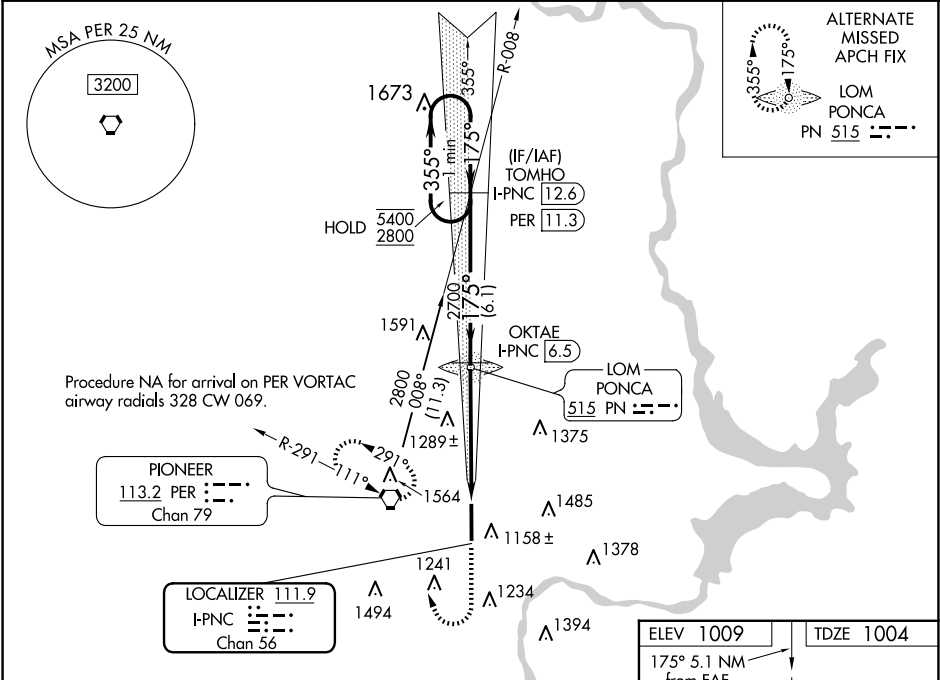 MSA PER 25 NM
3200
1673
355°
1 min
175°
355°
R-008
ALTERNATE
MISSED
APCH FIX
355°
175°
LOM
PONCA
PN 515
(IF/IAF)
TOMHO
I-PNC 12.6
PER 11.3
HOLD 5400
2800
2700
175°
(6.1)
1591
OKTAE
I-PNC 6.5
LOM
PONCA
515 PN
Procedure NA for arrival on PER VORTAC
airway radials 328 CW 069.
2800
008°
(11.3)
1289 ±
1375
R-291
111°
291°
PIONEER
113.2 PER
Chan 79
1564
1485
1158 ±
1378
1241
1234
1494
1394
LOCALIZER 111.9
I-PNC
Chan 56
ELEV 1009
TDZE 1004
175° 5.1 NM
from FAF